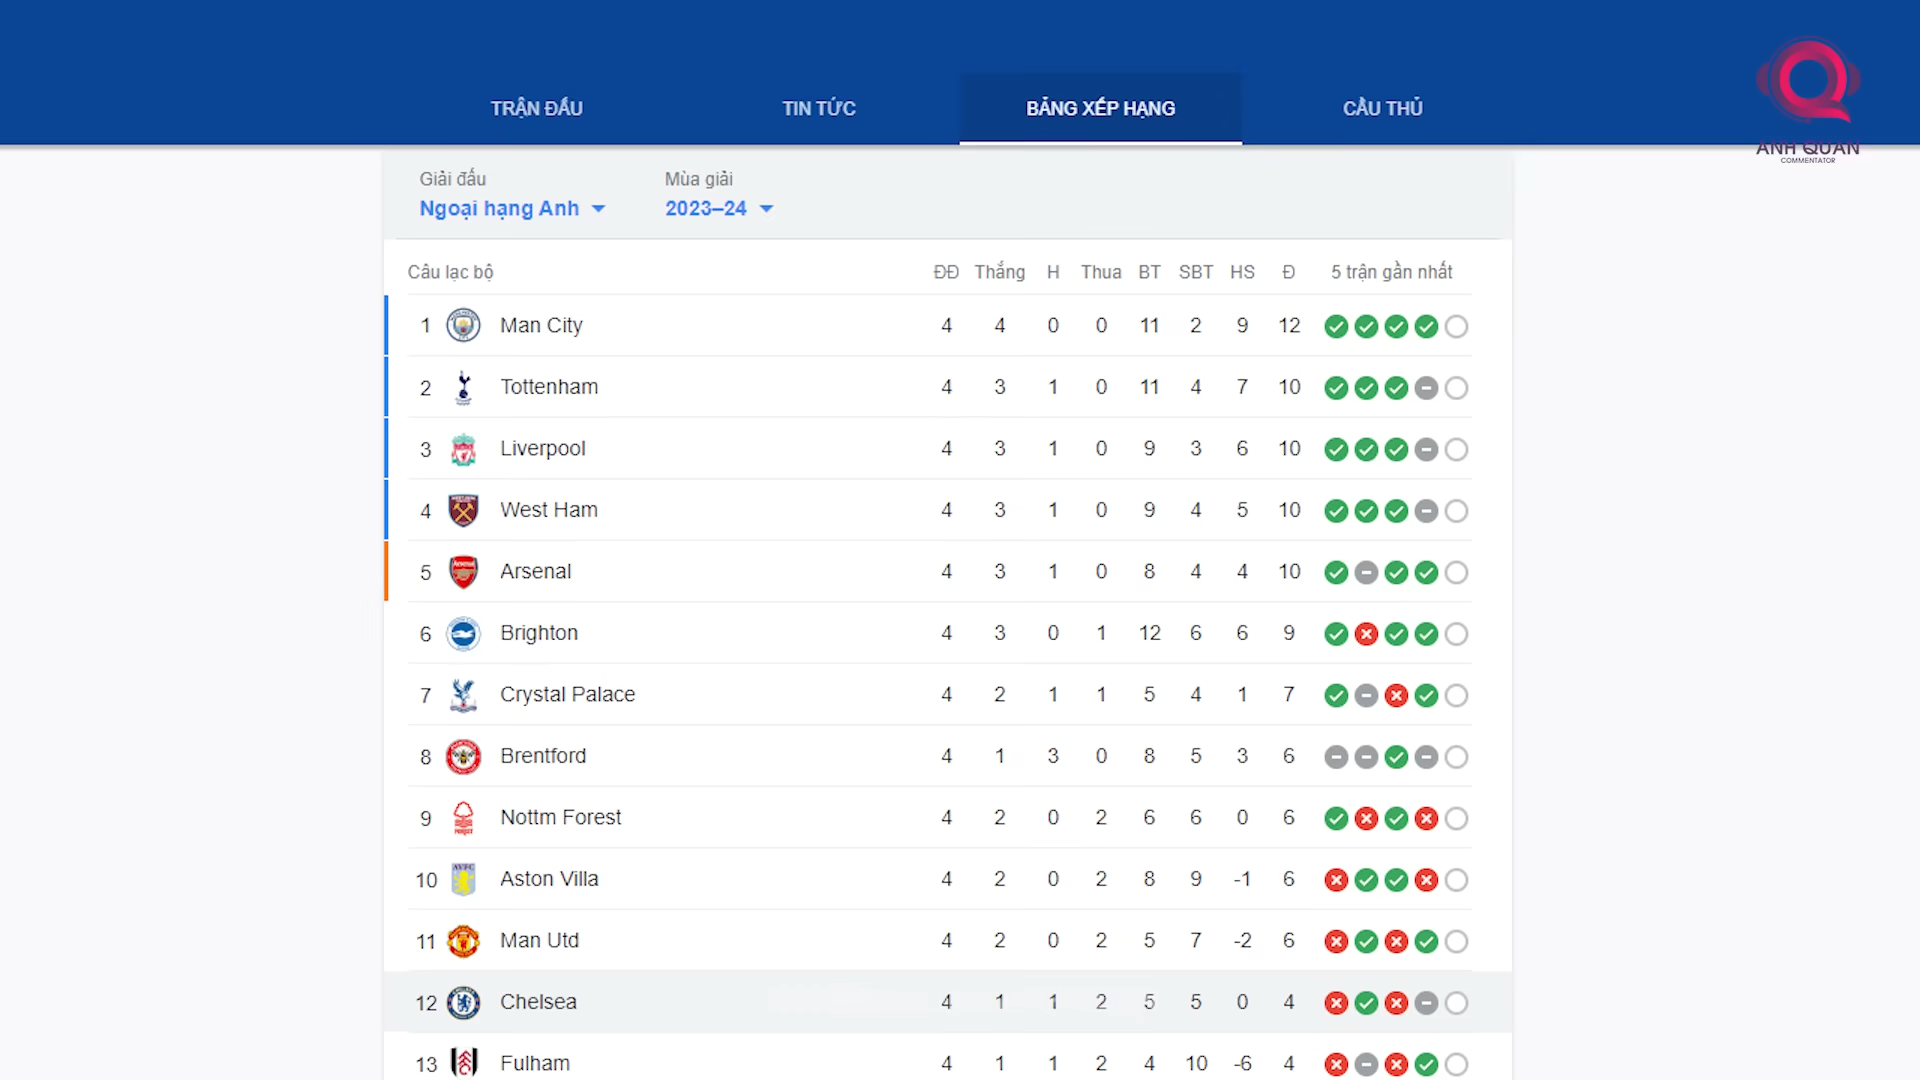 TRẬN ĐẤU TIN TỨC BẢNG XẾP HẠNG CẦU THỦ
ANH QUAN
COMMENTATOR
Giải đấu Mùa giải
Ngoại hạng Anh 2023–24
Câu lạc bộ ĐĐ Thắng H Thua BT SBT HS Đ 5 trận gần nhất
1 Man City 4 4 0 0 11 2 9 12
2 Tottenham 4 3 1 0 11 4 7 10
3 Liverpool 4 3 1 0 9 3 6 10
4 West Ham 4 3 1 0 9 4 5 10
5 Arsenal 4 3 1 0 8 4 4 10
6 Brighton 4 3 0 1 12 6 6 9
7 Crystal Palace 4 2 1 1 5 4 1 7
8 Brentford 4 1 3 0 8 5 3 6
9 Nottm Forest 4 2 0 2 6 6 0 6
10 Aston Villa 4 2 0 2 8 9 -1 6
11 Man Utd 4 2 0 2 5 7 -2 6
12 Chelsea 4 1 1 2 5 5 0 4
13 Fulham 4 1 1 2 4 10 -6 4